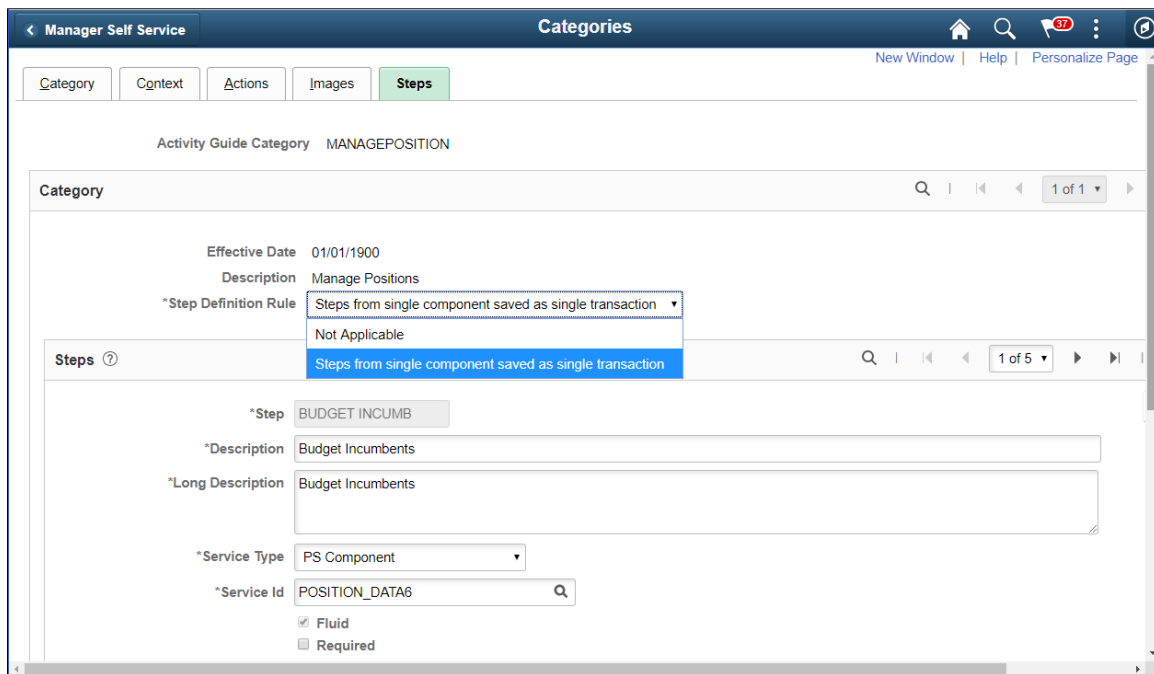 Manager Self Service Categories 37
New Window | Help | Personalize Page
Category Context Actions Images Steps
Activity Guide Category MANAGEPOSITION
Category 1 of 1
Effective Date 01/01/1900
Description Manage Positions
*Step Definition Rule Steps from single component saved as single transaction
Not Applicable
Steps from single component saved as single transaction
Steps ? 1 of 5
*Step BUDGET INCUMB
*Description Budget Incumbents
*Long Description Budget Incumbents
*Service Type PS Component
*Service Id POSITION_DATA6
Fluid
Required